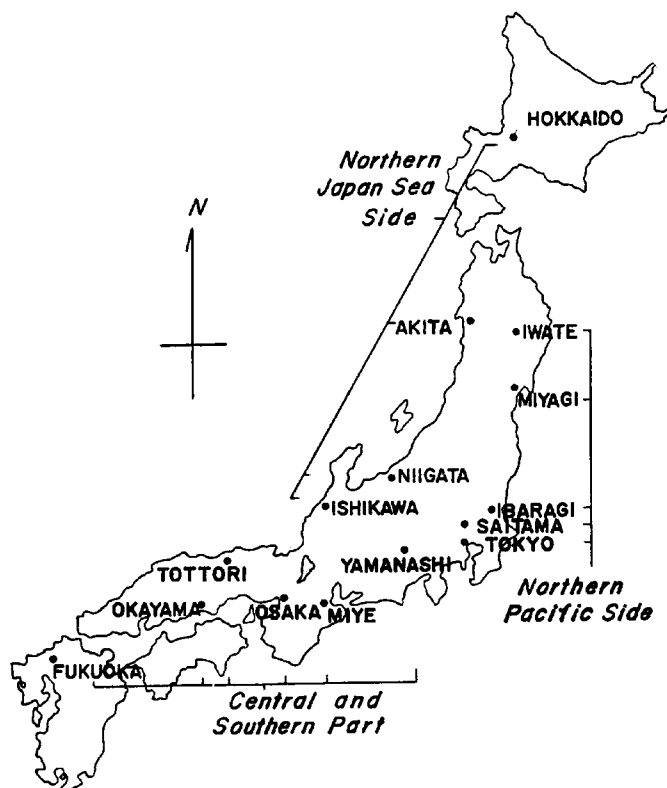 HOKKAIDO
Northern
Japan Sea
Side
N
AKITA
IWATE
MIYAGI
NIIGATA
ISHIKAWA
IBARAGI
SAITAMA
TOKYO
YAMANASHI
TOTTORI
Northern
Pacific Side
OKAYAMA
OSAKA
MIYE
FUKUOKA
Central and
Southern Part